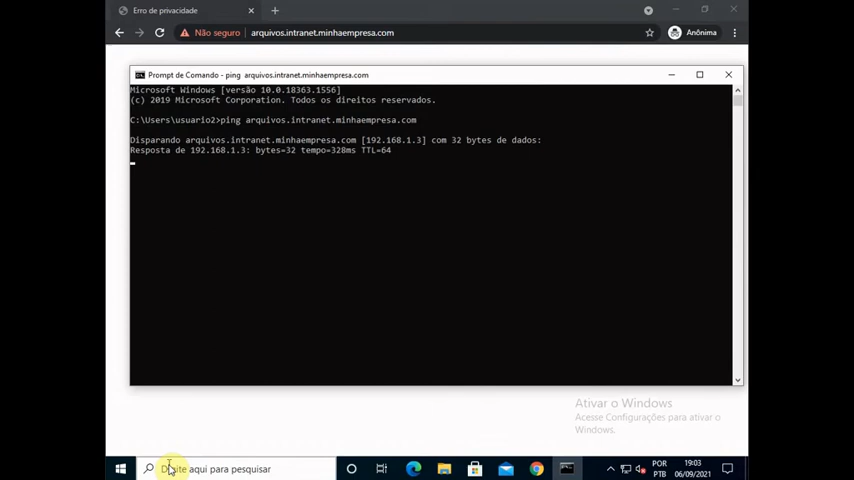 Erro de privacidade
Não seguro
arquivos.intranet.minhaempresa.com
Anônima
Prompt de Comando - ping arquivos.intranet.minhaempresa.com
Microsoft Windows [versão 10.0.18363.1556]
(c) 2019 Microsoft Corporation. Todos os direitos reservados.
C:\Users\usuario2>ping arquivos.intranet.minhaempresa.com
Disparando arquivos.intranet.minhaempresa.com [192.168.1.3] com 32 bytes de dados:
Resposta de 192.168.1.3: bytes=32 tempo=328ms TTL=64
Ativar o Windows
Acesse Configurações para ativar o
Windows.
Digite aqui para pesquisar
POR
PTB
19:03
06/09/2021